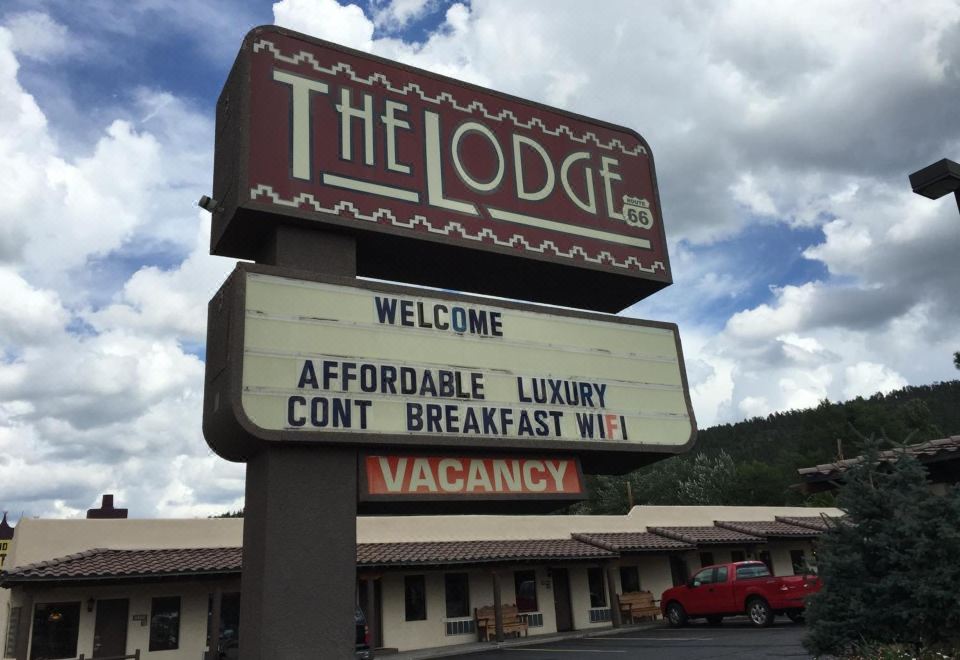 THE LODGE
ROUTE
66
WELCOME
AFFORDABLE LUXURY
CONT BREAKFAST WIFI
VACANCY